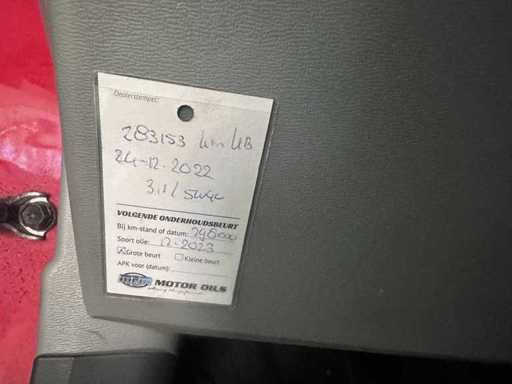 Dealerstempel:
283153 km KB
24-12-2022
3,1 l 5w40
VOLGENDE ONDERHOUDSBEURT
Bij km-stand of datum: 295000
Soort olie: 12-2023
Grote beurt Kleine beurt
APK voor (datum):
MOTOR OILS